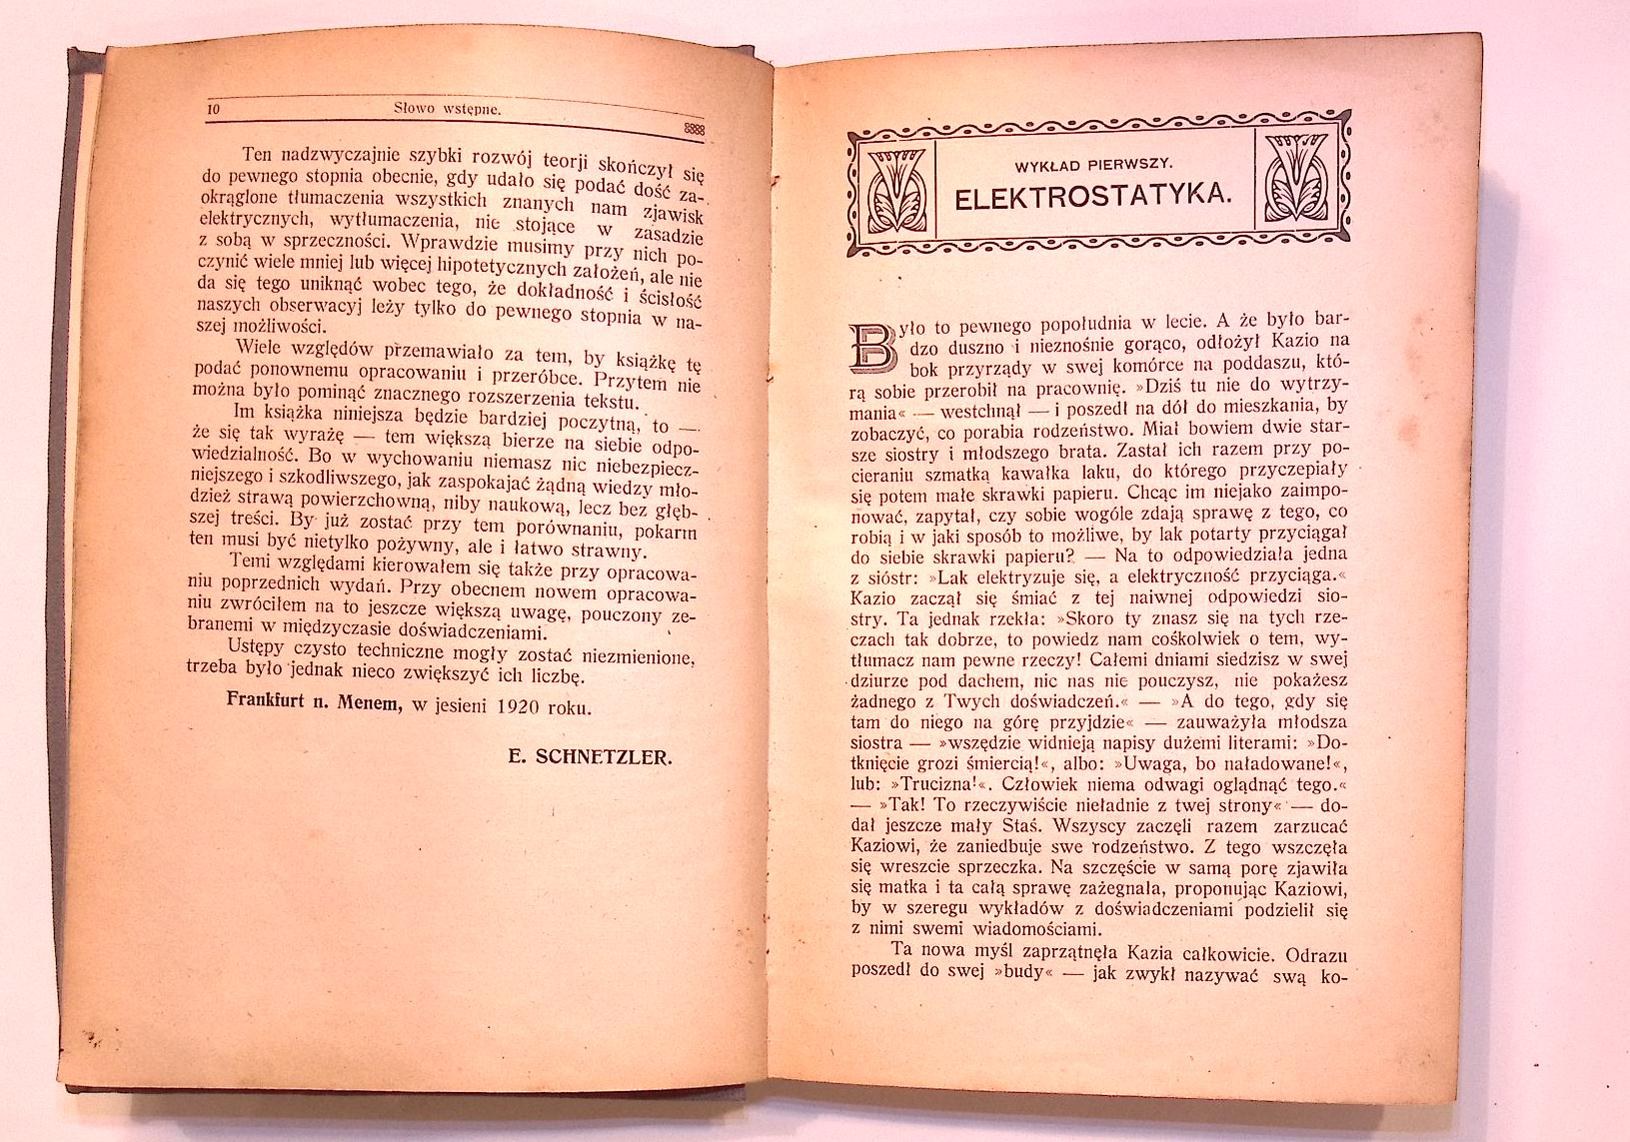 10
Słowo wstępne.
Ten nadzwyczajnie szybki rozwój teorji skończył się
do pewnego stopnia obecnie, gdy udało się podać dość za-
okrąglone tłumaczenia wszystkich znanych nam zjawisk
elektrycznych, wytłumaczenia, nie stojące w zasadzie
z sobą w sprzeczności. Wprawdzie musimy przy nich po-
czynić wiele mniej lub więcej hipotetycznych założeń, ale nie
da się tego uniknąć wobec tego, że dokładność i ścisłość
naszych obserwacyj leży tylko do pewnego stopnia w na-
szej możliwości.
Wiele względów przemawiało za tem, by książkę tę
podać ponownemu opracowaniu i przeróbce. Przytem nie
można było pominąć znacznego rozszerzenia tekstu.
Im książka niniejsza będzie bardziej poczytną, to —
że się tak wyrażę — tem większą bierze na siebie odpo-
wiedzialność. Bo w wychowaniu niemasz nic niebezpiecz-
niejszego i szkodliwszego, jak zaspokajać żądną wiedzy mło-
dzież strawą powierzchowną, niby naukową, lecz bez głęb-
szej treści. By już zostać przy tem porównaniu, pokarm
ten musi być nietylko pożywny, ale i łatwo strawny.
Temi względami kierowałem się także przy opracowa-
niu poprzednich wydań. Przy obecnem nowem opracowa-
niu zwróciłem na to jeszcze większą uwagę, pouczony ze-
branemi w międzyczasie doświadczeniami.
Ustępy czysto techniczne mogły zostać niezmienione,
trzeba było jednak nieco zwiększyć ich liczbę.
Frankfurt n. Menem, w jesieni 1920 roku.
E. SCHNETZLER.
WYKŁAD PIERWSZY.
ELEKTROSTATYKA.
Było to pewnego popołudnia w lecie. A że było bar-
dzo duszno i nieznośnie gorąco, odłożył Kazio na
bok przyrządy w swej komórce na poddaszu, któ-
rą sobie przerobił na pracownię. »Dziś tu nie do wytrzy-
mania« — westchnął — i poszedł na dół do mieszkania, by
zobaczyć, co porabia rodzeństwo. Miał bowiem dwie star-
sze siostry i młodszego brata. Zastał ich razem przy po-
cieraniu szmatką kawałka laku, do którego przyczepiały
się potem małe skrawki papieru. Chcąc im niejako zaimpo-
nować, zapytał, czy sobie wogóle zdają sprawę z tego, co
robią i w jaki sposób to możliwe, by lak potarty przyciągał
do siebie skrawki papieru? — Na to odpowiedziała jedna
z sióstr: »Lak elektryzuje się, a elektryczność przyciąga.«
Kazio zaczął się śmiać z tej naiwnej odpowiedzi sio-
stry. Ta jednak rzekła: »Skoro ty znasz się na tych rze-
czach tak dobrze, to powiedz nam cośkolwiek o tem, wy-
tłumacz nam pewne rzeczy! Całemi dniami siedzisz w swej
dziurze pod dachem, nic nas nie pouczysz, nie pokażesz
żadnego z Twych doświadczeń.« — »A do tego, gdy się
tam do niego na górę przyjdzie« — zauważyła młodsza
siostra — »wszędzie widnieją napisy dużemi literami: »Do-
tknięcie grozi śmiercią!«, albo: »Uwaga, bo naładowane!«,
lub: »Trucizna!«. Człowiek niema odwagi oglądnąć tego.«
— »Tak! To rzeczywiście nieładnie z twej strony« — do-
dał jeszcze mały Staś. Wszyscy zaczęli razem zarzucać
Kaziowi, że zaniedbuje swe rodzeństwo. Z tego wszczęła
się wreszcie sprzeczka. Na szczęście w samą porę zjawiła
się matka i ta całą sprawę zażegnała, proponując Kaziowi,
by w szeregu wykładów z doświadczeniami podzielił się
z nimi swemi wiadomościami.
Ta nowa myśl zaprzątnęła Kazia całkowicie. Odrazu
poszedł do swej »budy« — jak zwykł nazywać swą ko-